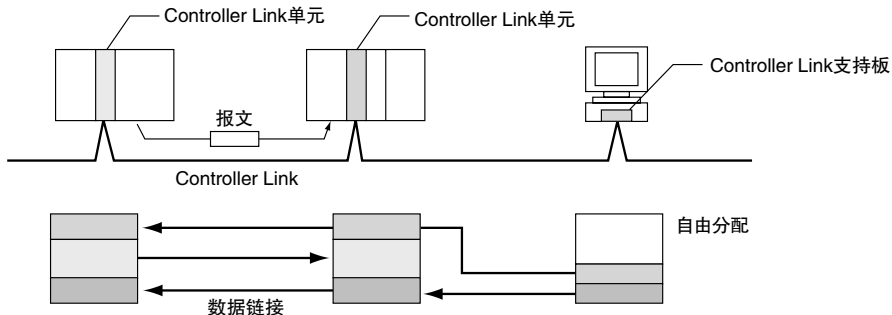 Controller Link单元
Controller Link单元
Controller Link支持板
报文
Controller Link
自由分配
数据链接